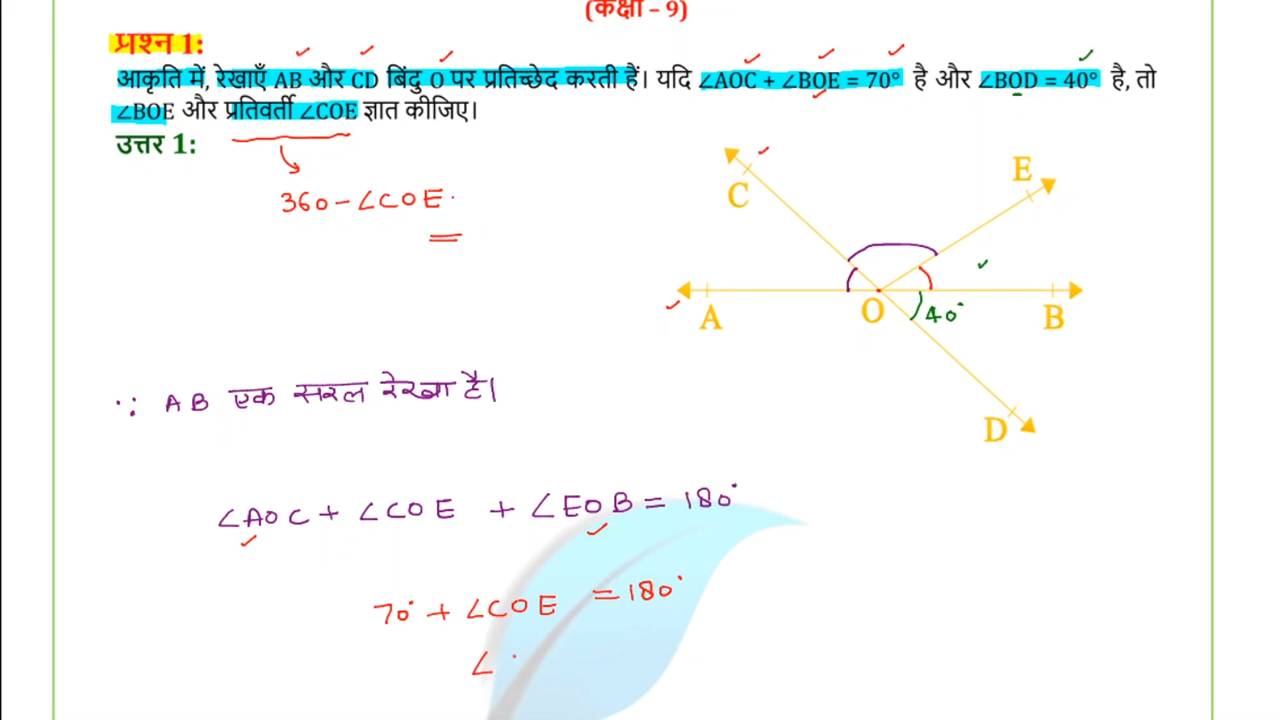 (कक्षा – 9)
प्रश्न 1:
आकृति में, रेखाएँ AB और CD बिंदु O पर प्रतिच्छेद करती हैं। यदि ∠AOC + ∠BOE = 70° है और ∠BOD = 40° है, तो
∠BOE और प्रतिवर्ती ∠COE ज्ञात कीजिए।
उत्तर 1:
360 - ∠COE.
C
E
A
O
40°
B
D
∵ AB एक सरल रेखा है।
∠AOC + ∠COE + ∠EOB = 180°
70° + ∠COE = 180°
∠